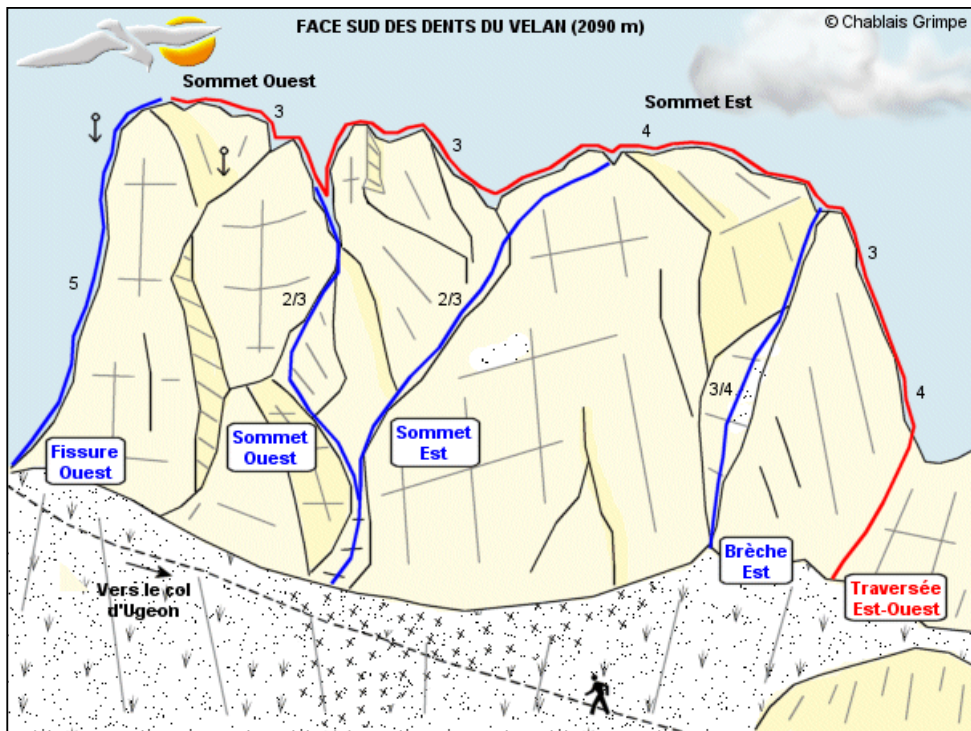 FACE SUD DES DENTS DU VELAN (2090 m)
© Chablais Grimpe
Sommet Ouest
Sommet Est
3
3
4
5
2/3
2/3
3
3/4
4
Fissure
Ouest
Sommet
Ouest
Sommet
Est
Brèche
Est
Traversée
Est-Ouest
Vers le col
d'Ugeon